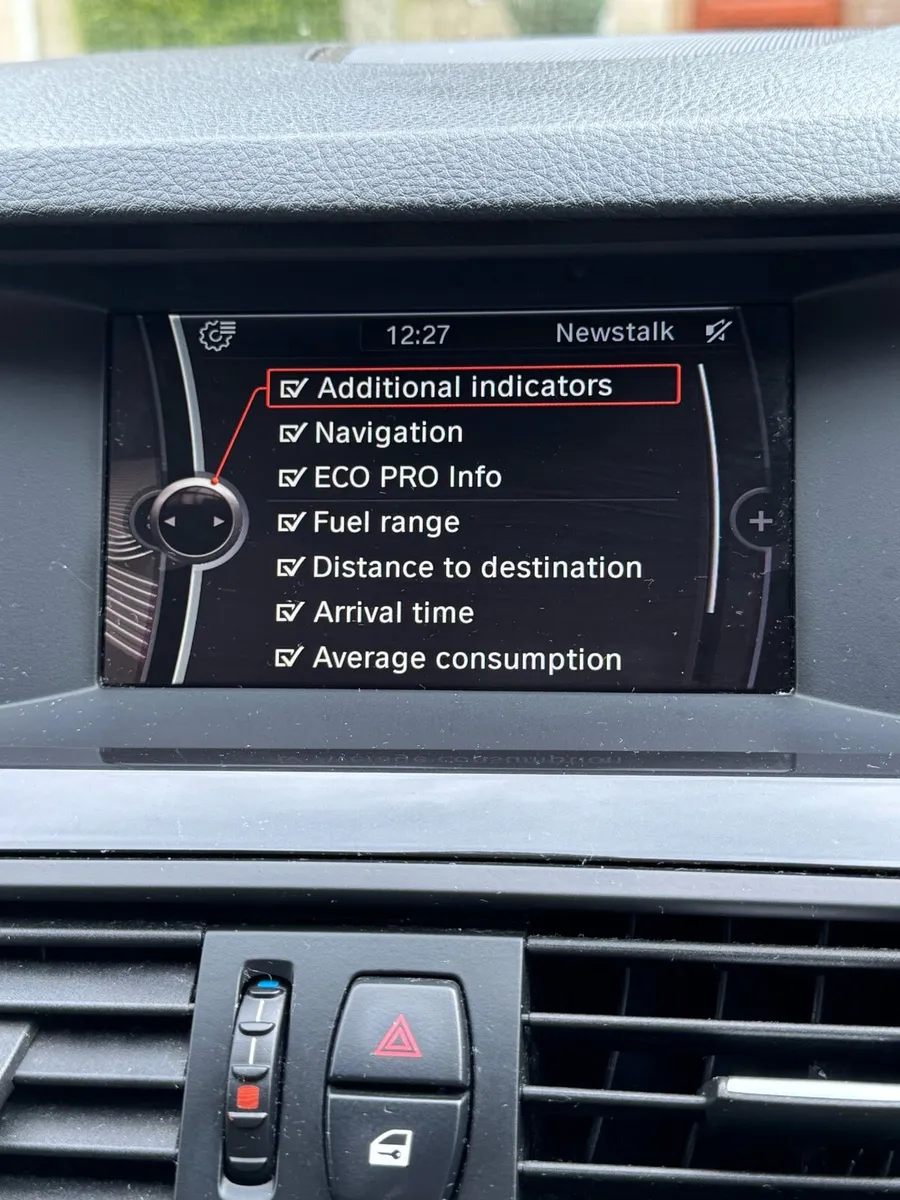 12:27 Newstalk
Additional indicators
Navigation
ECO PRO Info
Fuel range
Distance to destination
Arrival time
Average consumption